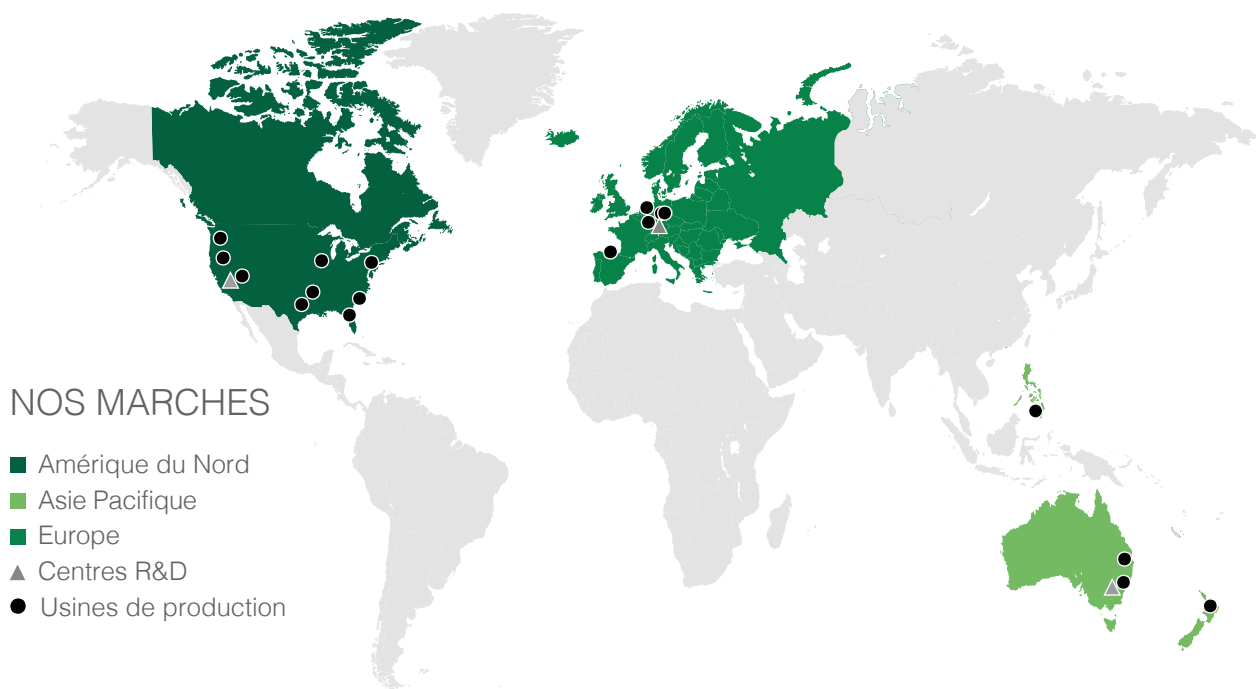 NOS MARCHES
Amérique du Nord
Asie Pacifique
Europe
Centres R&D
Usines de production